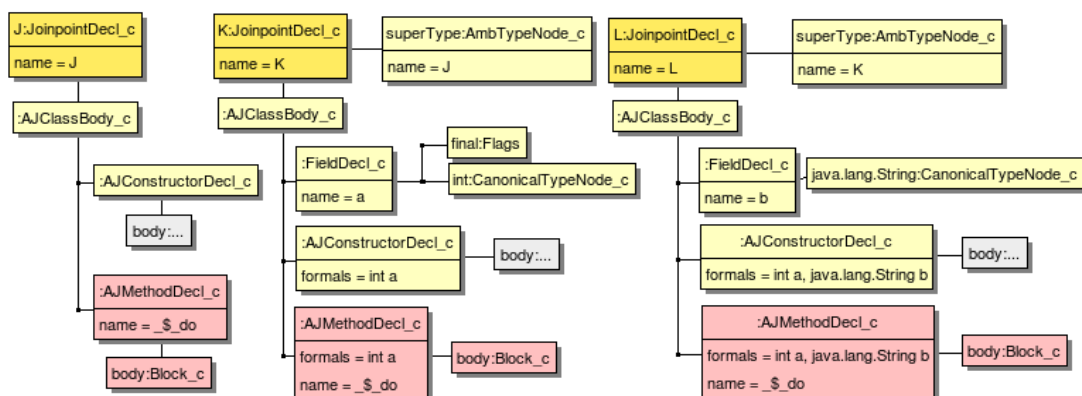 J:JoinpointDecl_c
name = J
:AJClassBody_c
:AJConstructorDecl_c
body:...
:AJMethodDecl_c
name = _$_do
body:Block_c
K:JoinpointDecl_c
name = K
superType:AmbTypeNode_c
name = J
:AJClassBody_c
final:Flags
:FieldDecl_c
name = a
int:CanonicalTypeNode_c
:AJConstructorDecl_c
formals = int a
body:...
:AJMethodDecl_c
formals = int a
name = _$_do
body:Block_c
L:JoinpointDecl_c
name = L
superType:AmbTypeNode_c
name = K
:AJClassBody_c
:FieldDecl_c
name = b
java.lang.String:CanonicalTypeNode_c
:AJConstructorDecl_c
formals = int a, java.lang.String b
body:...
:AJMethodDecl_c
formals = int a, java.lang.String b
name = _$_do
body:Block_c